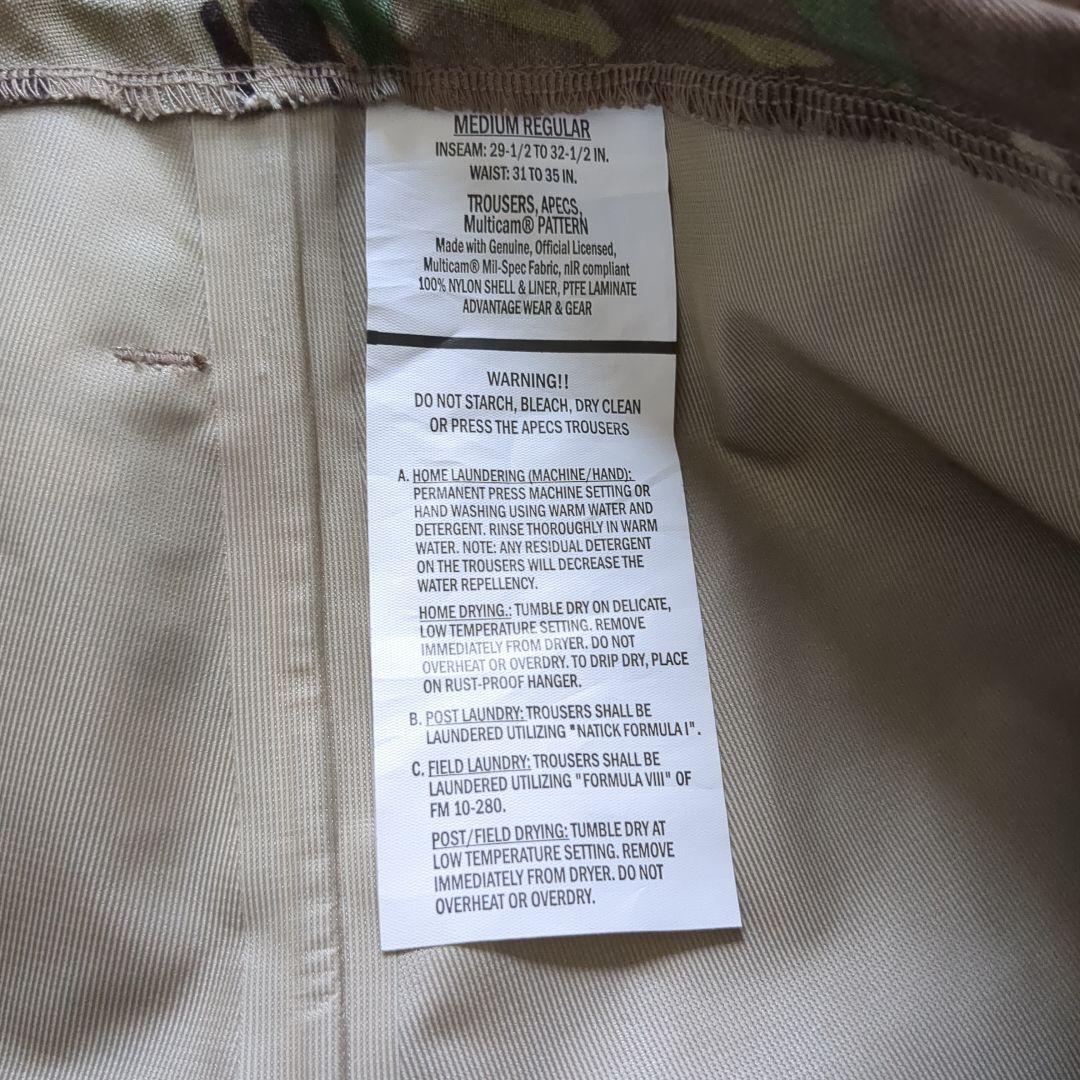 MEDIUM REGULAR
INSEAM: 29-1/2 TO 32-1/2 IN.
WAIST: 31 TO 35 IN.
TROUSERS, APECS,
Multicam® PATTERN
Made with Genuine, Official Licensed,
Multicam® Mil-Spec Fabric, nIR compliant
100% NYLON SHELL & LINER, PTFE LAMINATE
ADVANTAGE WEAR & GEAR
WARNING!!
DO NOT STARCH, BLEACH, DRY CLEAN
OR PRESS THE APECS TROUSERS
A. HOME LAUNDERING (MACHINE/HAND):
PERMANENT PRESS MACHINE SETTING OR
HAND WASHING USING WARM WATER AND
DETERGENT. RINSE THOROUGHLY IN WARM
WATER. NOTE: ANY RESIDUAL DETERGENT
ON THE TROUSERS WILL DECREASE THE
WATER REPELLENCY.
HOME DRYING.: TUMBLE DRY ON DELICATE,
LOW TEMPERATURE SETTING. REMOVE
IMMEDIATELY FROM DRYER. DO NOT
OVERHEAT OR OVERDRY. TO DRIP DRY, PLACE
ON RUST-PROOF HANGER.
B. POST LAUNDRY: TROUSERS SHALL BE
LAUNDERED UTILIZING "NATICK FORMULA I".
C. FIELD LAUNDRY: TROUSERS SHALL BE
LAUNDERED UTILIZING "FORMULA VIII" OF
FM 10-280.
POST/FIELD DRYING: TUMBLE DRY AT
LOW TEMPERATURE SETTING. REMOVE
IMMEDIATELY FROM DRYER. DO NOT
OVERHEAT OR OVERDRY.